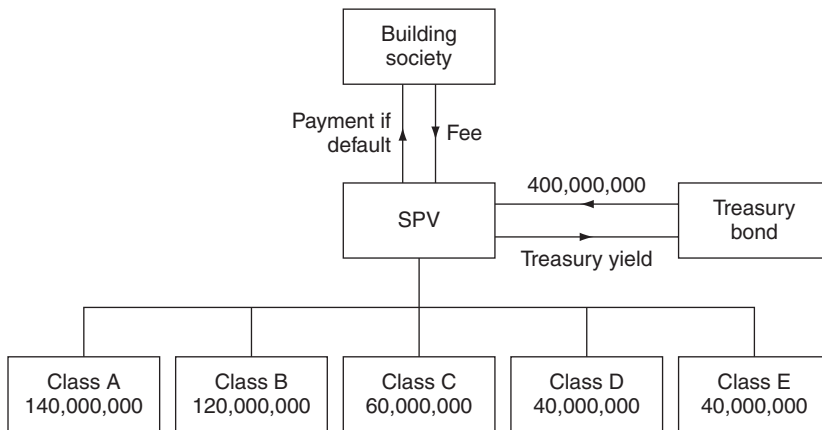 Building
society
Payment if
default
Fee
400,000,000
SPV
Treasury
bond
Treasury yield
Class A
140,000,000
Class B
120,000,000
Class C
60,000,000
Class D
40,000,000
Class E
40,000,000